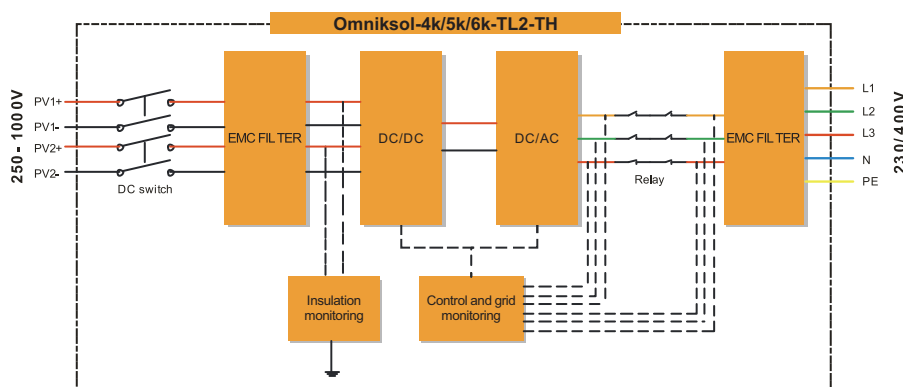 Omniksol-4k/5k/6k-TL2-TH
250-1000V
PV1+
PV1-
PV2+
PV2-
DC switch
EMC FILTER
DC/DC
DC/AC
Relay
EMC FILTER
L1
L2
L3
N
PE
230/400V
Insulation
monitoring
Control and grid
monitoring